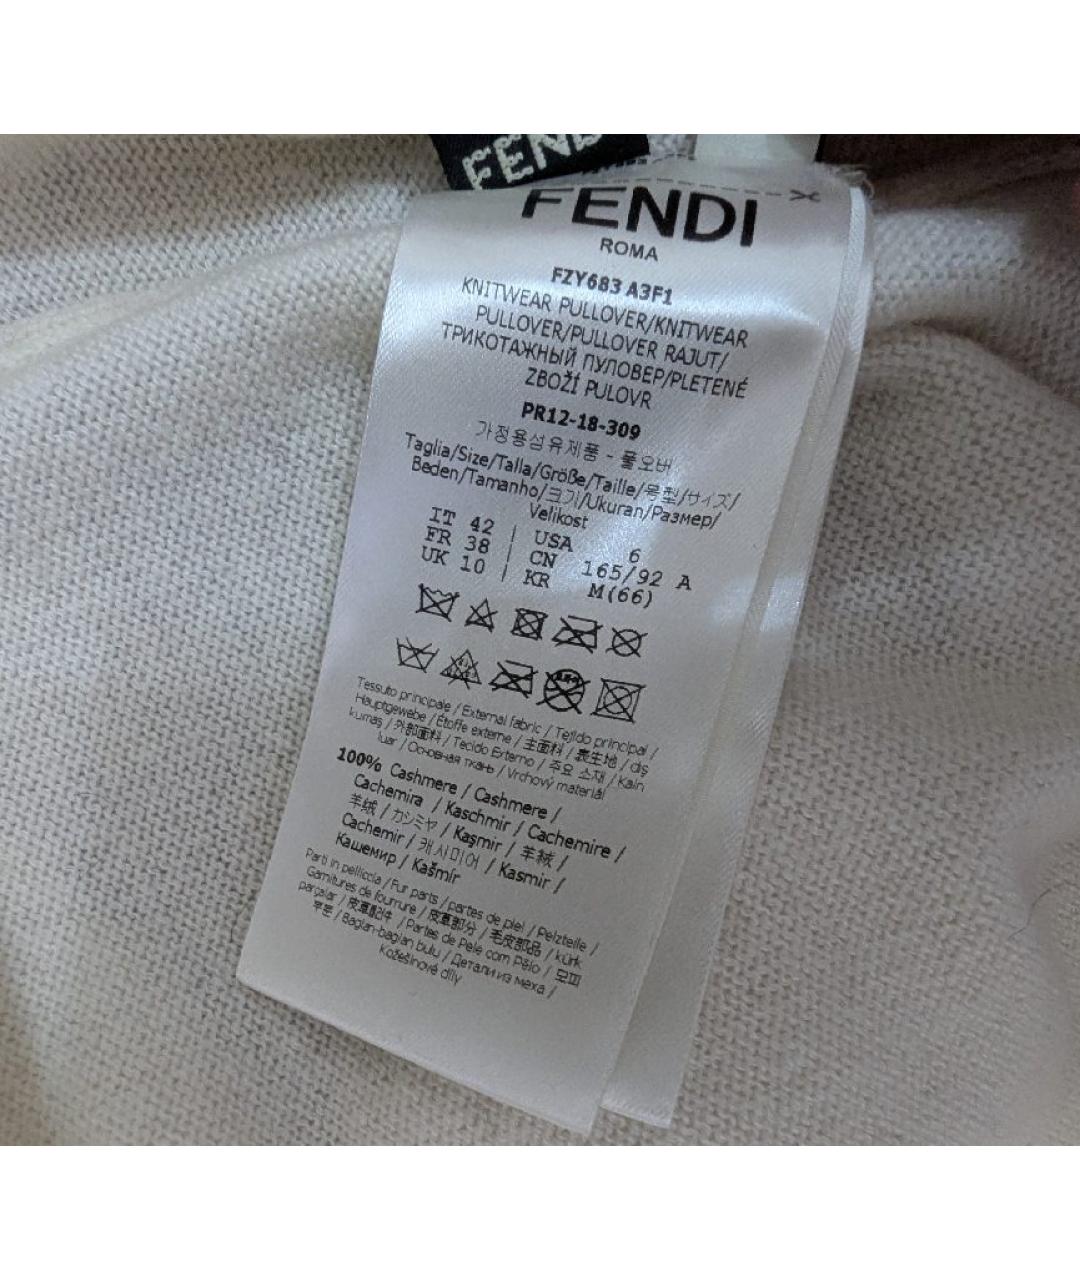 FENDI
FENDI
ROMA
FZY683 A3F1
KNITWEAR PULLOVER/KNITWEAR
PULLOVER/PULLOVER RAJUT/
ТРИКОТАЖНЫЙ ПУЛОВЕР/PLETENÉ
ZBOŽÍ PULOVR
PR12-18-309
가정용섬유제품 - 풀오버
Taglia/Size/Talla/Größe/Taille/号型/サイズ/
Beden/Tamanho/크기/Ukuran/Размер/
Velikost
IT 42 | USA 6
FR 38 | CN 165/92 A
UK 10 | KR M(66)
Tessuto principale / External fabric / Tejido principal /
Hauptgewebe / Étoffe externe / 主面料 / 表生地 / dış
kumaş / 外部面料 / Tecido Externo / 주요 소재 / Kain
luar / Основная ткань / Vrchový materiál
100% Cashmere / Cashmere /
Cachemira / Kaschmir / Cachemire /
羊绒 / カシミヤ / Kaşmir / 羊絨 /
Cachemir / 캐시미어 / Kasmir /
Кашемир / Kašmír
Parti in pelliccia / Fur parts / partes de piel / Pelzteile /
Garnitures de fourrure / 皮草部分 / 毛皮部品 / kürk
parçalar / 皮草配件 / Partes de Pele com Pêlo / 모피
부분 / Bagian-bagian bulu / Детали из меха /
Kožešinové díly